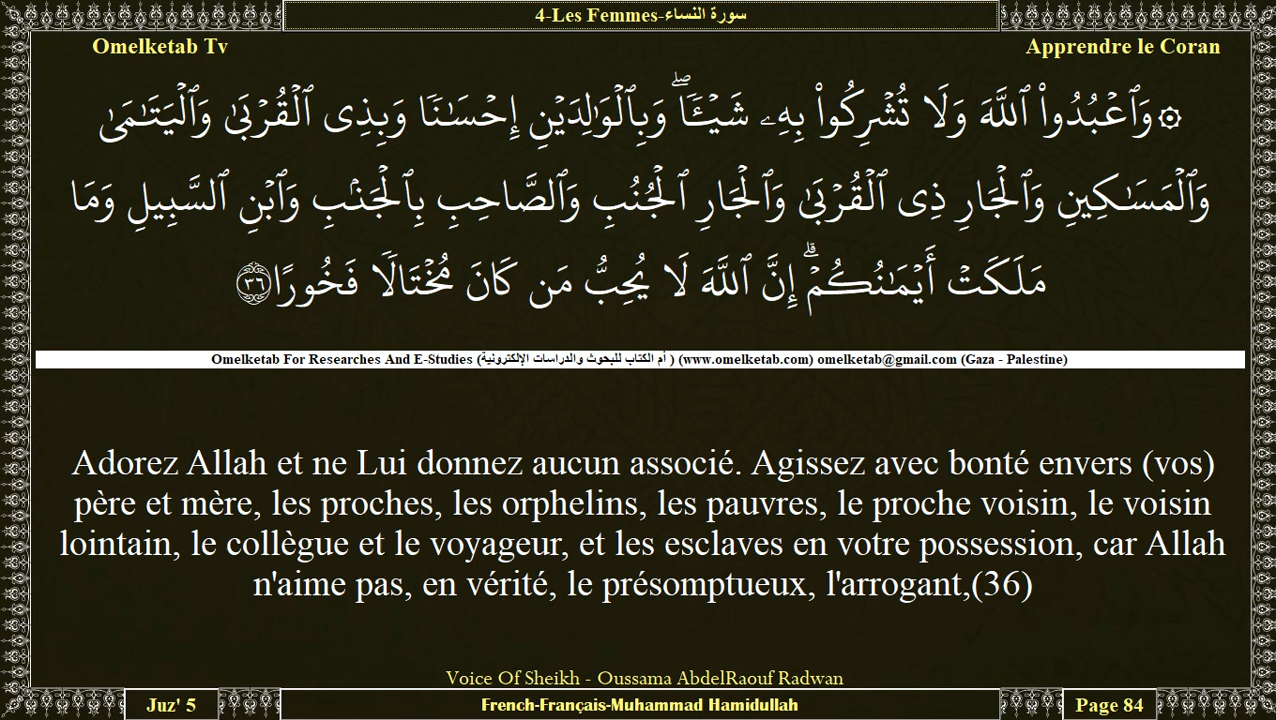 4-Les Femmes-سورة النساء
Omelketab Tv
Apprendre le Coran
۞ وَٱعْبُدُوا۟ ٱللَّهَ وَلَا تُشْرِكُوا۟ بِهِۦ شَيْـًٔا ۖ وَبِٱلْوَٰلِدَيْنِ إِحْسَـٰنًا وَبِذِى ٱلْقُرْبَىٰ وَٱلْيَتَـٰمَىٰ
وَٱلْمَسَـٰكِينِ وَٱلْجَارِ ذِى ٱلْقُرْبَىٰ وَٱلْجَارِ ٱلْجُنُبِ وَٱلصَّاحِبِ بِٱلْجَنۢبِ وَٱبْنِ ٱلسَّبِيلِ وَمَا
مَلَكَتْ أَيْمَـٰنُكُمْ ۗ إِنَّ ٱللَّهَ لَا يُحِبُّ مَن كَانَ مُخْتَالًا فَخُورًا ٣٦
Omelketab For Researches And E-Studies (أم الكتاب للبحوث والدراسات الإلكترونية ) (www.omelketab.com) omelketab@gmail.com (Gaza - Palestine)
Adorez Allah et ne Lui donnez aucun associé. Agissez avec bonté envers (vos)
père et mère, les proches, les orphelins, les pauvres, le proche voisin, le voisin
lointain, le collègue et le voyageur, et les esclaves en votre possession, car Allah
n'aime pas, en vérité, le présomptueux, l'arrogant,(36)
Voice Of Sheikh - Oussama AbdelRaouf Radwan
Juz' 5
French-Français-Muhammad Hamidullah
Page 84